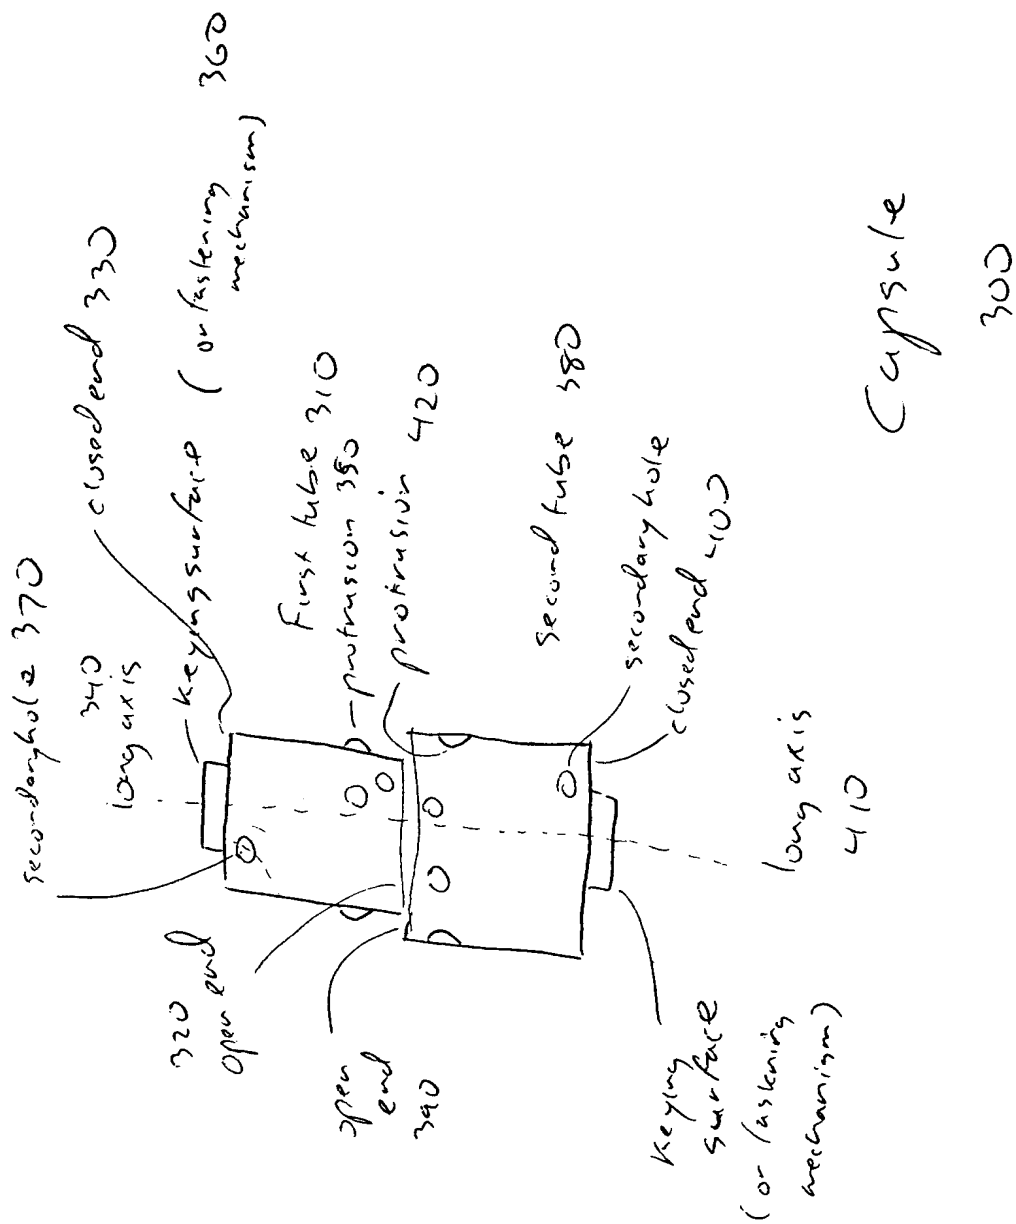 secondary hole 370
340
long axis
closed end 330
keying surface (or fastening
mechanism)
360
First tube 310
protrusion 350
protrusion 420
320
open end
open
end
390
second tube 380
secondary hole
closed end 400
long axis
410
keying
surface
(or fastening
mechanism)
Capsule
300